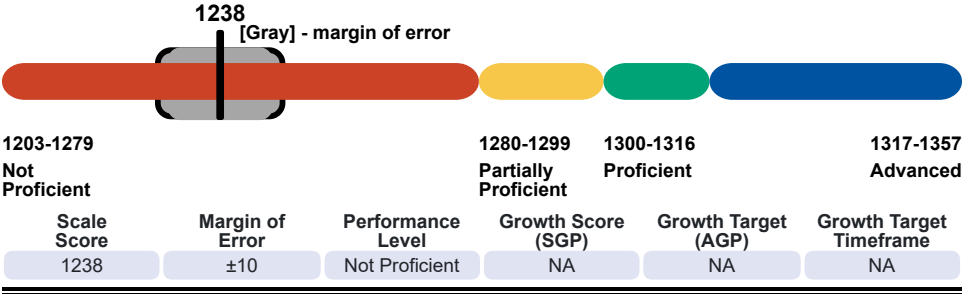 1238
[Gray] - margin of error
1203-1279 1280-1299 1300-1316 1317-1357
Not Partially Proficient Advanced
Proficient Proficient
Scale Margin of Performance Growth Score Growth Target Growth Target
Score Error Level (SGP) (AGP) Timeframe
1238 ±10 Not Proficient NA NA NA